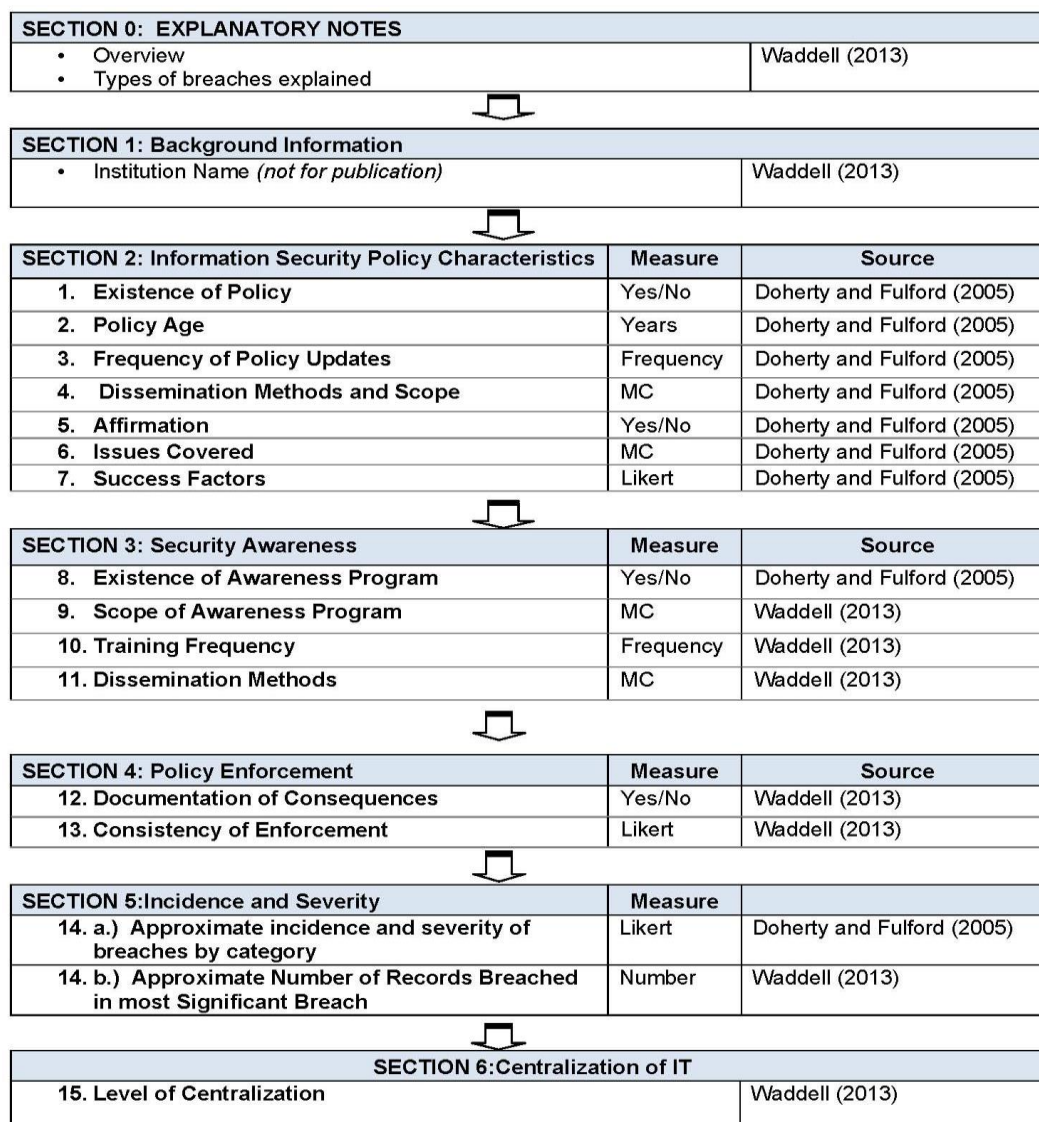 SECTION 0:  EXPLANATORY NOTES
• Overview Waddell (2013)
• Types of breaches explained
SECTION 1: Background Information
• Institution Name (not for publication) Waddell (2013)
SECTION 2: Information Security Policy Characteristics Measure Source
1. Existence of Policy Yes/No Doherty and Fulford (2005)
2. Policy Age Years Doherty and Fulford (2005)
3. Frequency of Policy Updates Frequency Doherty and Fulford (2005)
4. Dissemination Methods and Scope MC Doherty and Fulford (2005)
5. Affirmation Yes/No Doherty and Fulford (2005)
6. Issues Covered MC Doherty and Fulford (2005)
7. Success Factors Likert Doherty and Fulford (2005)
SECTION 3: Security Awareness Measure Source
8. Existence of Awareness Program Yes/No Doherty and Fulford (2005)
9. Scope of Awareness Program MC Waddell (2013)
10. Training Frequency Frequency Waddell (2013)
11. Dissemination Methods MC Waddell (2013)
SECTION 4: Policy Enforcement Measure Source
12. Documentation of Consequences Yes/No Waddell (2013)
13. Consistency of Enforcement Likert Waddell (2013)
SECTION 5:Incidence and Severity Measure
14. a.) Approximate incidence and severity of Likert Doherty and Fulford (2005)
breaches by category
14. b.) Approximate Number of Records Breached Number Waddell (2013)
in most Significant Breach
SECTION 6:Centralization of IT
15. Level of Centralization Waddell (2013)